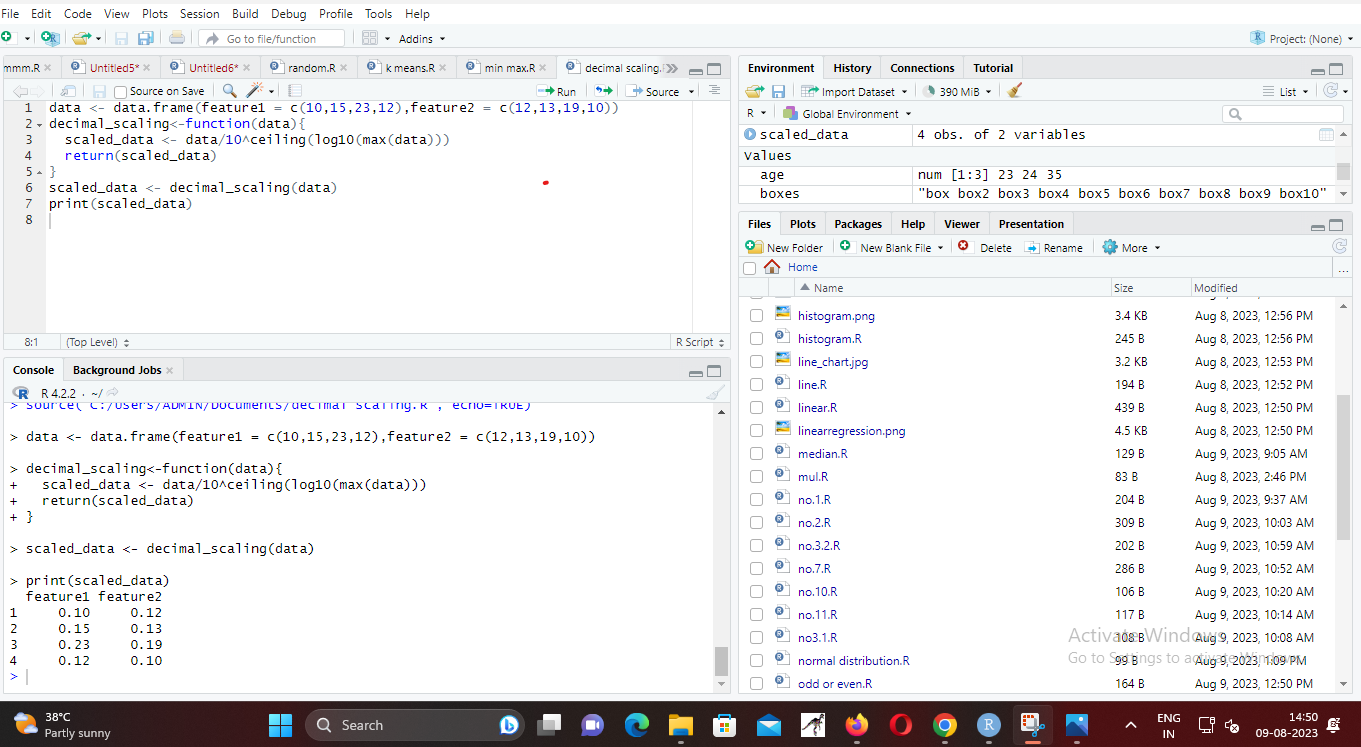 File Edit Code View Plots Session Build Debug Profile Tools Help
Go to file/function Addins Project: (None)
mmm.R Untitled5* Untitled6* random.R k means.R min max.R decimal scaling.
Source on Save Run Source
1 data <- data.frame(feature1 = c(10,15,23,12),feature2 = c(12,13,19,10))
2 decimal_scaling<-function(data){
3 scaled_data <- data/10^ceiling(log10(max(data)))
4 return(scaled_data)
5 }
6 scaled_data <- decimal_scaling(data)
7 print(scaled_data)
8
8:1 (Top Level) R Script
Console Background Jobs
R 4.2.2 · ~/
> source("C:/Users/ADMIN/Documents/decimal scaling.R", echo=TRUE)
> data <- data.frame(feature1 = c(10,15,23,12),feature2 = c(12,13,19,10))
> decimal_scaling<-function(data){
+ scaled_data <- data/10^ceiling(log10(max(data)))
+ return(scaled_data)
+ }
> scaled_data <- decimal_scaling(data)
> print(scaled_data)
feature1 feature2
1 0.10 0.12
2 0.15 0.13
3 0.23 0.19
4 0.12 0.10
>
Environment History Connections Tutorial
Import Dataset 390 MiB List
R Global Environment
scaled_data 4 obs. of 2 variables
Values
age num [1:3] 23 24 35
boxes "box box2 box3 box4 box5 box6 box7 box8 box9 box10"
Files Plots Packages Help Viewer Presentation
New Folder New Blank File Delete Rename More
Home ...
Name Size Modified
histogram.png 3.4 KB Aug 8, 2023, 12:56 PM
histogram.R 245 B Aug 8, 2023, 12:56 PM
line_chart.jpg 3.2 KB Aug 8, 2023, 12:53 PM
line.R 194 B Aug 8, 2023, 12:52 PM
linear.R 439 B Aug 8, 2023, 12:50 PM
linearregression.png 4.5 KB Aug 8, 2023, 12:50 PM
median.R 129 B Aug 9, 2023, 9:05 AM
mul.R 83 B Aug 8, 2023, 2:46 PM
no.1.R 204 B Aug 9, 2023, 9:37 AM
no.2.R 309 B Aug 9, 2023, 10:03 AM
no.3.2.R 202 B Aug 9, 2023, 10:59 AM
no.7.R 286 B Aug 9, 2023, 10:52 AM
no.10.R 106 B Aug 9, 2023, 10:20 AM
no.11.R 117 B Aug 9, 2023, 10:14 AM
no3.1.R 108 B Aug 9, 2023, 10:08 AM
normal distribution.R 99 B Aug 9, 2023, 1:09 PM
odd or even.R 164 B Aug 9, 2023, 12:50 PM
Activate Windows
Go to Settings to activate Windows.
38°C
Partly sunny
Search
ENG
IN
14:50
09-08-2023